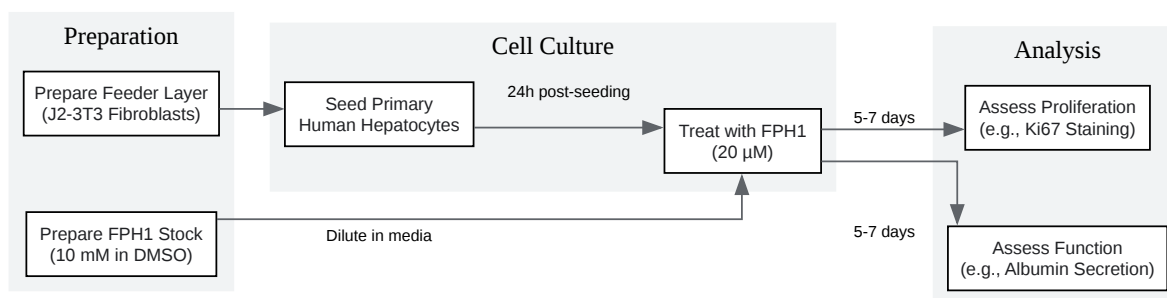 Preparation
Prepare Feeder Layer
(J2-3T3 Fibroblasts)
Prepare FPH1 Stock
(10 mM in DMSO)
Cell Culture
Seed Primary
Human Hepatocytes
24h post-seeding
Treat with FPH1
(20 µM)
Dilute in media
Analysis
5-7 days
Assess Proliferation
(e.g., Ki67 Staining)
5-7 days
Assess Function
(e.g., Albumin Secretion)